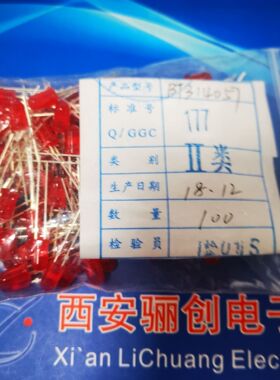 产品型号 BT314057
标准号 177
Q/GGC
类别 II类
生产日期 18-12
数量 100
检验員
西安骊创电子
Xi'an LiChuang Elec